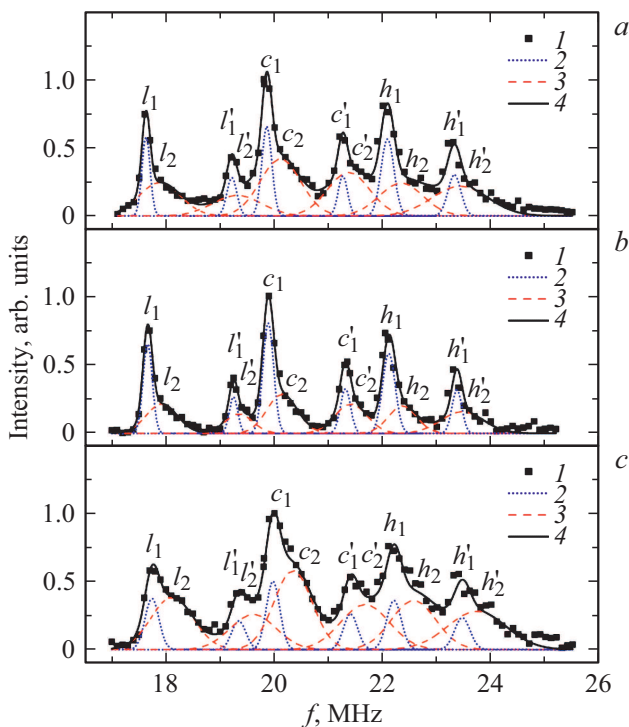 a
1.0
0.5
0
l₁
l₂
l′₁
l′₂
c₁
c₂
c′₁
c′₂
h₁
h₂
h′₁
h′₂
1
2
3
4
b
1.0
0.5
0
l₁
l₂
l′₁
l′₂
c₁
c₂
c′₁
c′₂
h₁
h₂
h′₁
h′₂
1
2
3
4
c
1.0
0.5
0
l₁
l₂
l′₁
l′₂
c₁
c₂
c′₁
c′₂
h₁
h₂
h′₁
h′₂
1
2
3
4
Intensity, arb. units
18 20 22 24 26
f, MHz